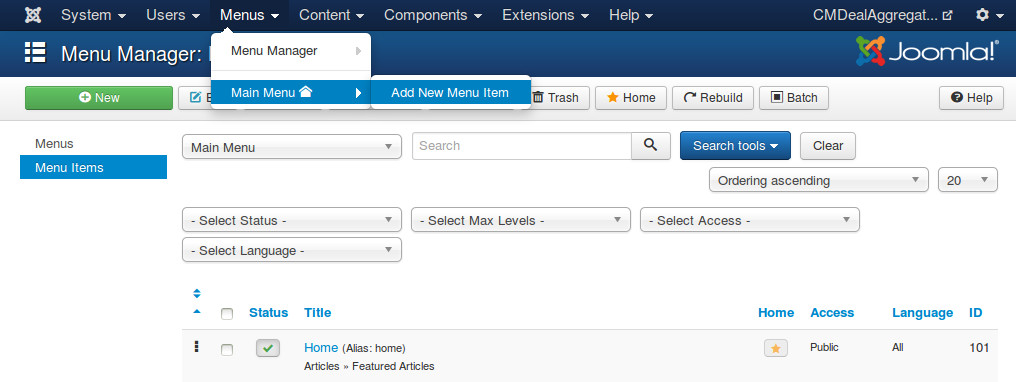 System Users Menus Content Components Extensions Help CMDealAggregat...
Menu Manager:
Joomla!®
Menu Manager
Main Menu
Add New Menu Item
New Trash Home Rebuild Batch Help
Menus
Menu Items
Main Menu Search Search tools Clear
Ordering ascending 20
- Select Status - - Select Max Levels - - Select Access -
- Select Language -
Status Title Home Access Language ID
Home (Alias: home) Public All 101
Articles » Featured Articles